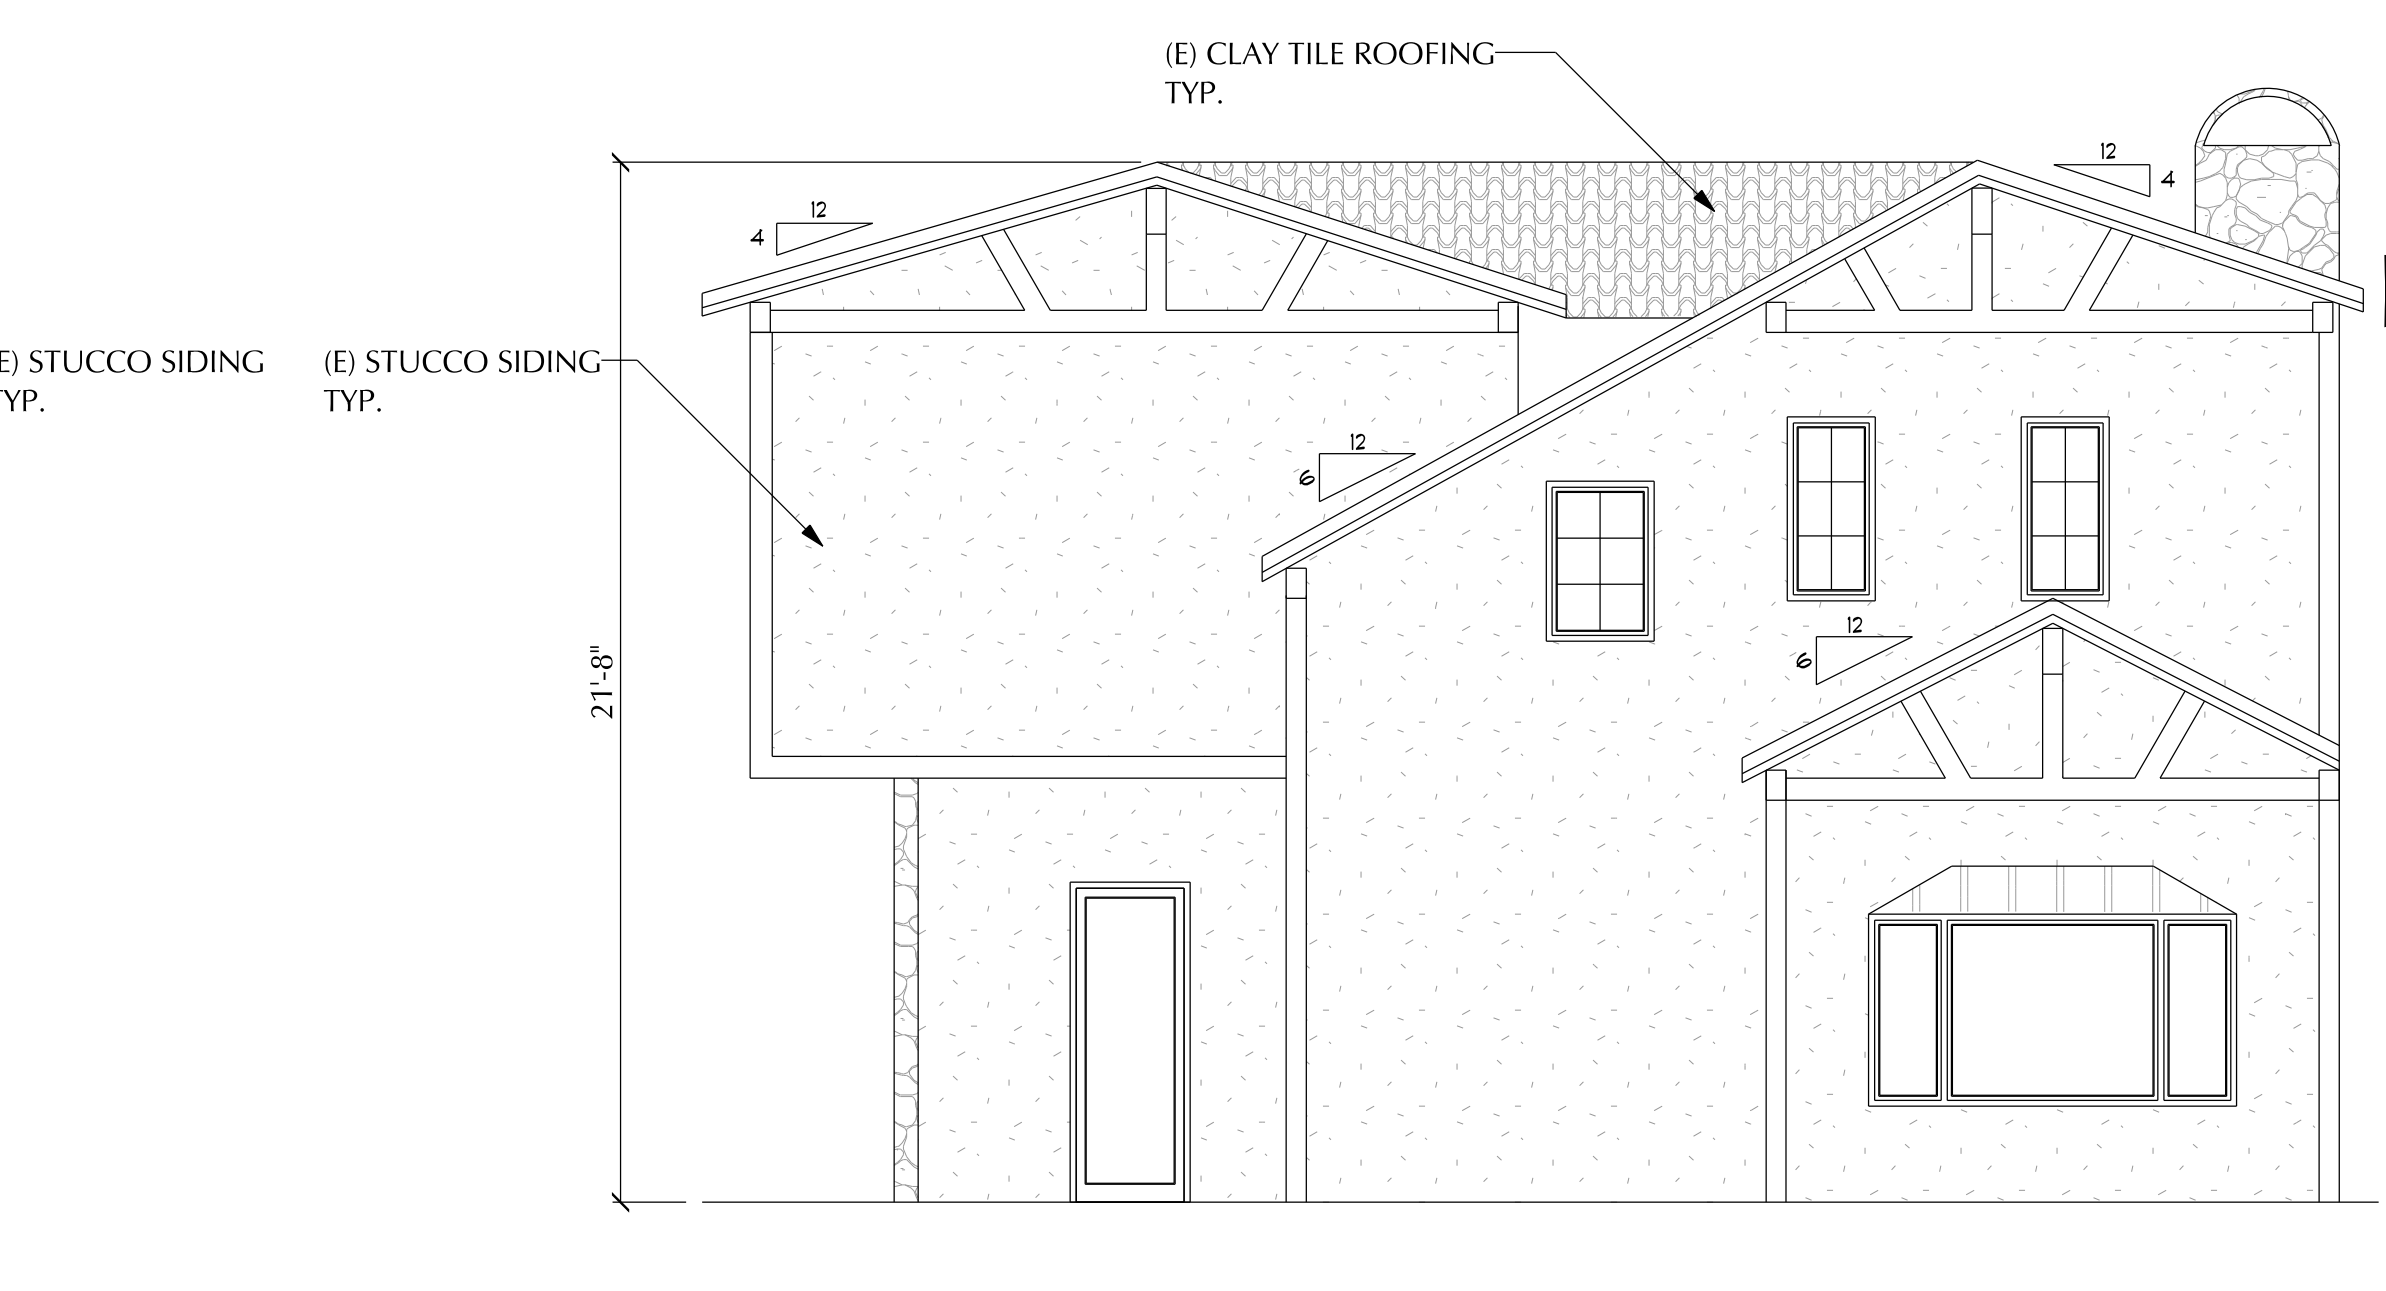 (E) CLAY TILE ROOFING
TYP.
12
4
12
4
E) STUCCO SIDING
TYP.
(E) STUCCO SIDING
TYP.
12
6
12
6
21'-8"